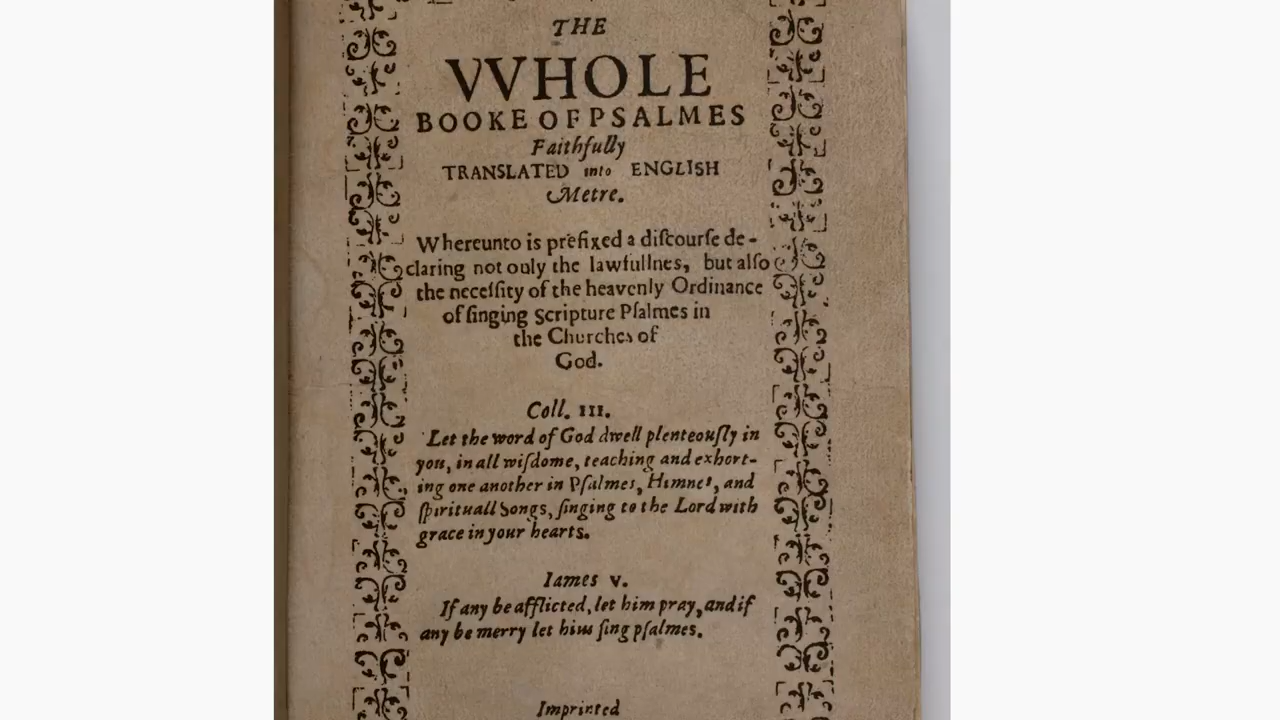 THE
VVHOLE
BOOKE OF PSALMES
Faithfully
TRANSLATED into ENGLISH
Metre.
Whereunto is prefixed a diſcourſe de-
claring not only the lawfullnes, but alſo
the neceſſity of the heavenly Ordinance
of ſinging Scripture Pſalmes in
the Churches of
God.
Coll. III.
Let the word of God dwell plenteouſly in
you, in all wiſdome, teaching and exhort-
ing one another in Pſalmes, Himnes, and
ſpirituall Songs, ſinging to the Lord with
grace in your hearts.
Iames v.
If any be afflicted, let him pray, and if
any be merry let him ſing pſalmes.
Imprinted